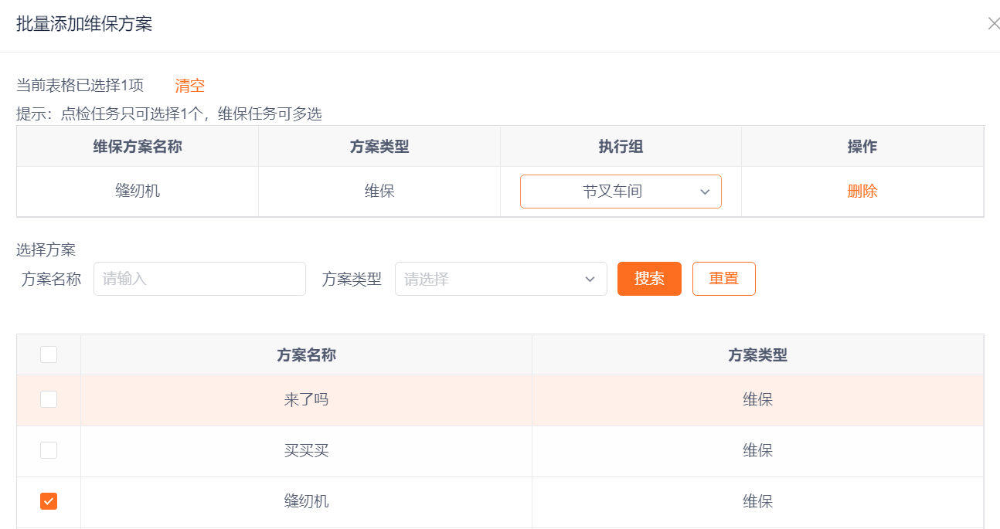 批量添加维保方案
当前表格已选择1项 清空
提示：点检任务只可选择1个，维保任务可多选
维保方案名称 方案类型 执行组 操作
缝纫机 维保 节叉车间 删除
选择方案
方案名称 请输入 方案类型 请选择 搜索 重置
方案名称 方案类型
来了吗 维保
买买买 维保
缝纫机 维保